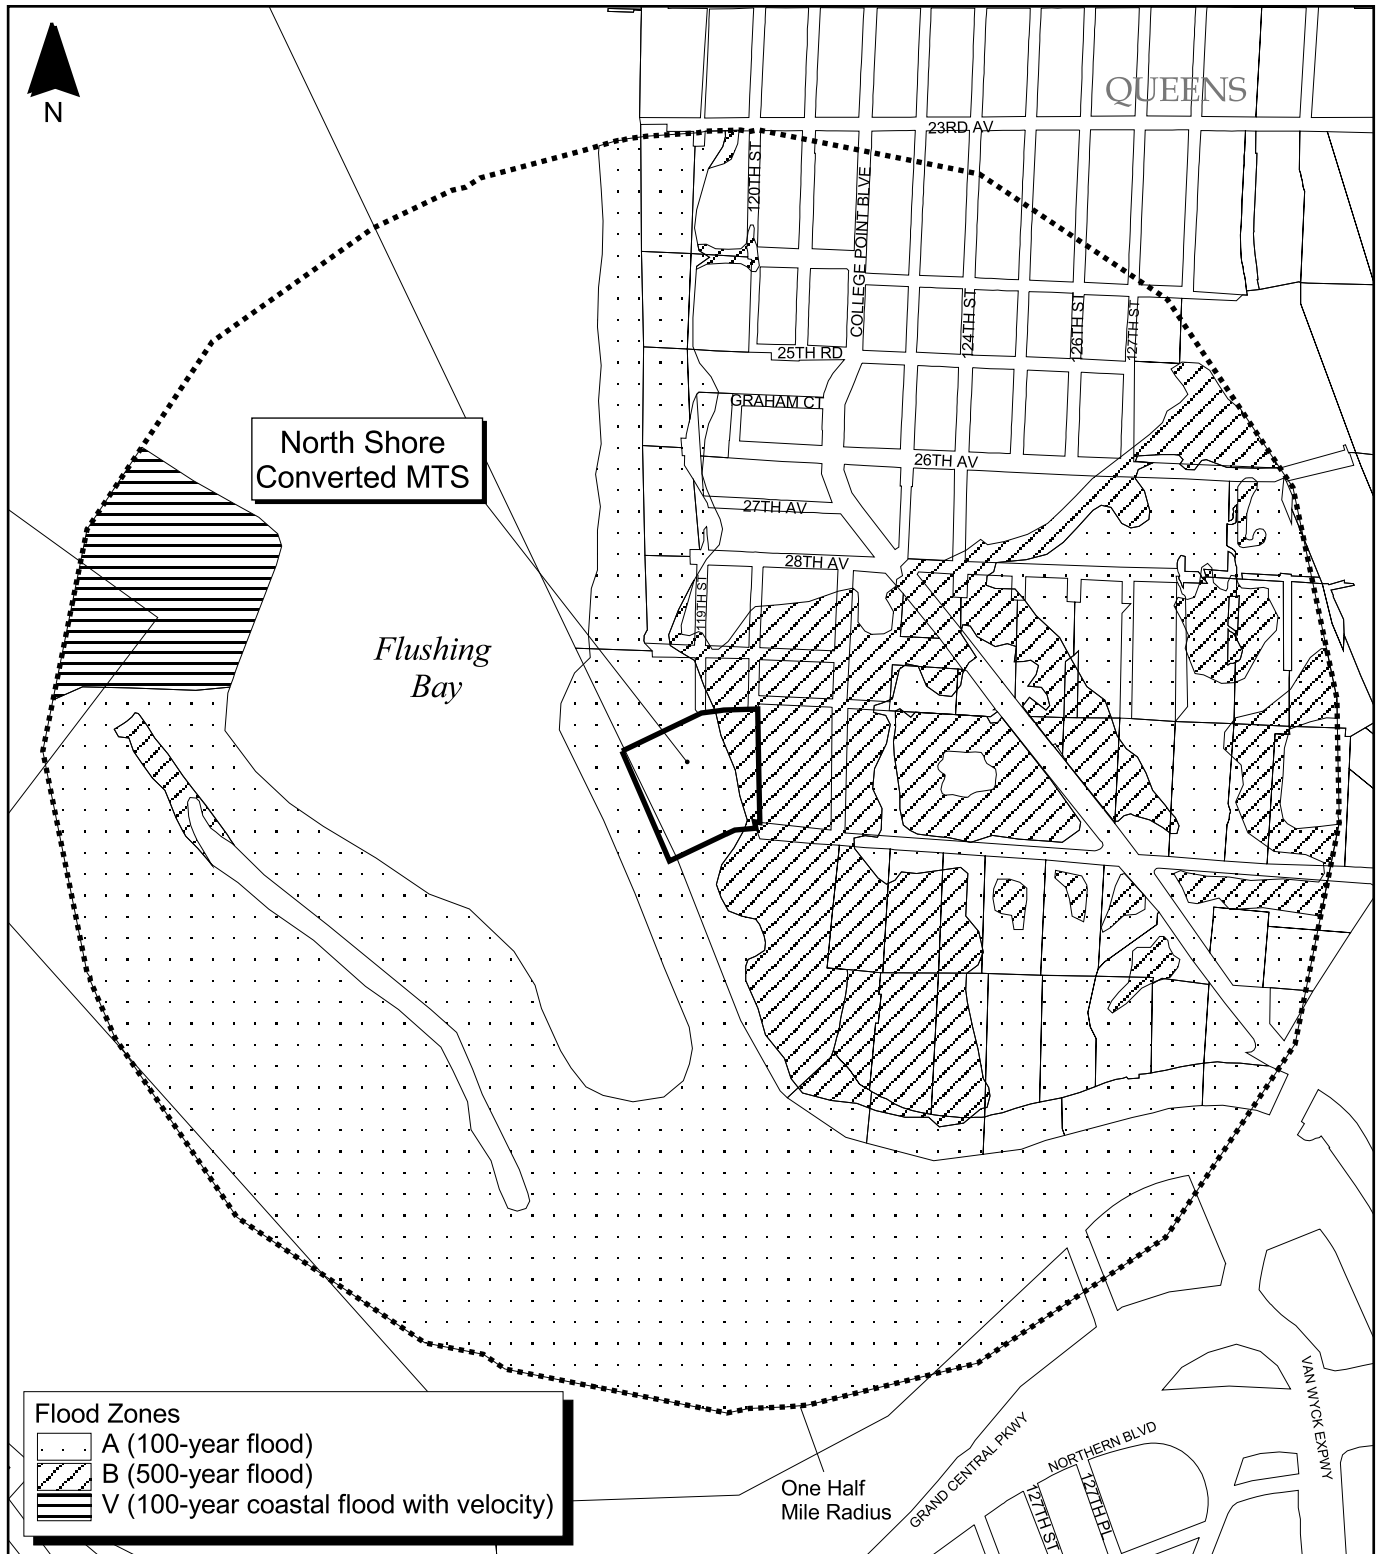 N
QUEENS
23RD AV
120TH ST
COLLEGE POINT BLVE
124TH ST
126TH ST
127TH ST
25TH RD
GRAHAM CT
26TH AV
North Shore
Converted MTS
27TH AV
28TH AV
119TH ST
Flushing
Bay
Flood Zones
A (100-year flood)
B (500-year flood)
V (100-year coastal flood with velocity)
One Half
Mile Radius
GRAND CENTRAL PKWY
NORTHERN BLVD
127TH ST
127TH PL
VAN WYCK EXPWY